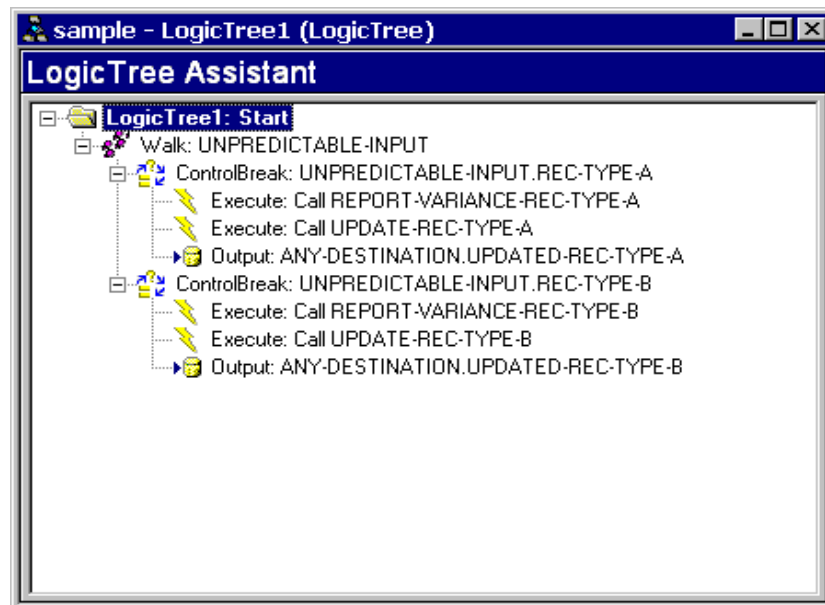 sample - LogicTree1 (LogicTree)
LogicTree Assistant
LogicTree1: Start
Walk: UNPREDICTABLE-INPUT
ControlBreak: UNPREDICTABLE-INPUT.REC-TYPE-A
Execute: Call REPORT-VARIANCE-REC-TYPE-A
Execute: Call UPDATE-REC-TYPE-A
Output: ANY-DESTINATION.UPDATED-REC-TYPE-A
ControlBreak: UNPREDICTABLE-INPUT.REC-TYPE-B
Execute: Call REPORT-VARIANCE-REC-TYPE-B
Execute: Call UPDATE-REC-TYPE-B
Output: ANY-DESTINATION.UPDATED-REC-TYPE-B